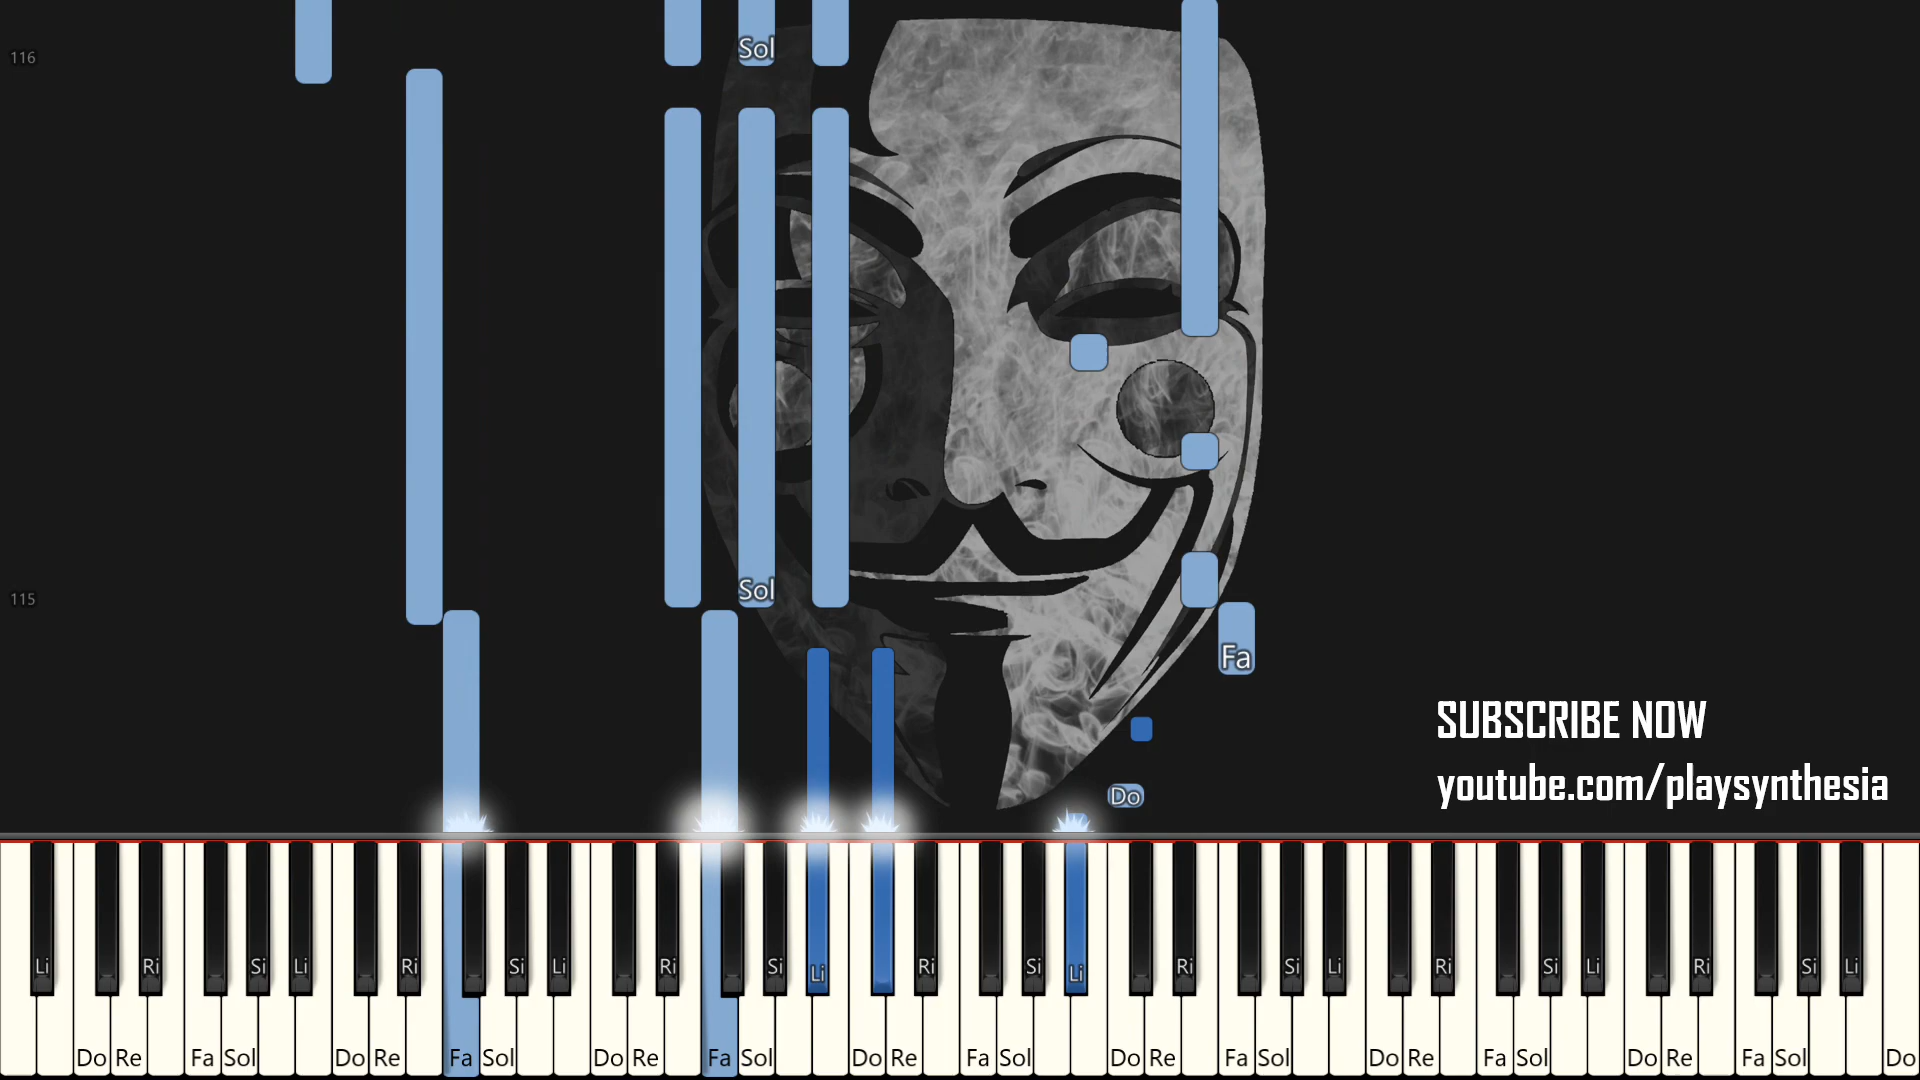 116
Sol
115
Sol
Fa
SUBSCRIBE NOW
youtube.com/playsynthesia
Do
Li Ri Si Li Ri Si Li Ri Si Li Ri Si Li Ri Si Li Ri Si Li Ri Si Li
Do Re Fa Sol Do Re Fa Sol Do Re Fa Sol Do Re Fa Sol Do Re Fa Sol Do Re Fa Sol Do Re Fa Sol Do